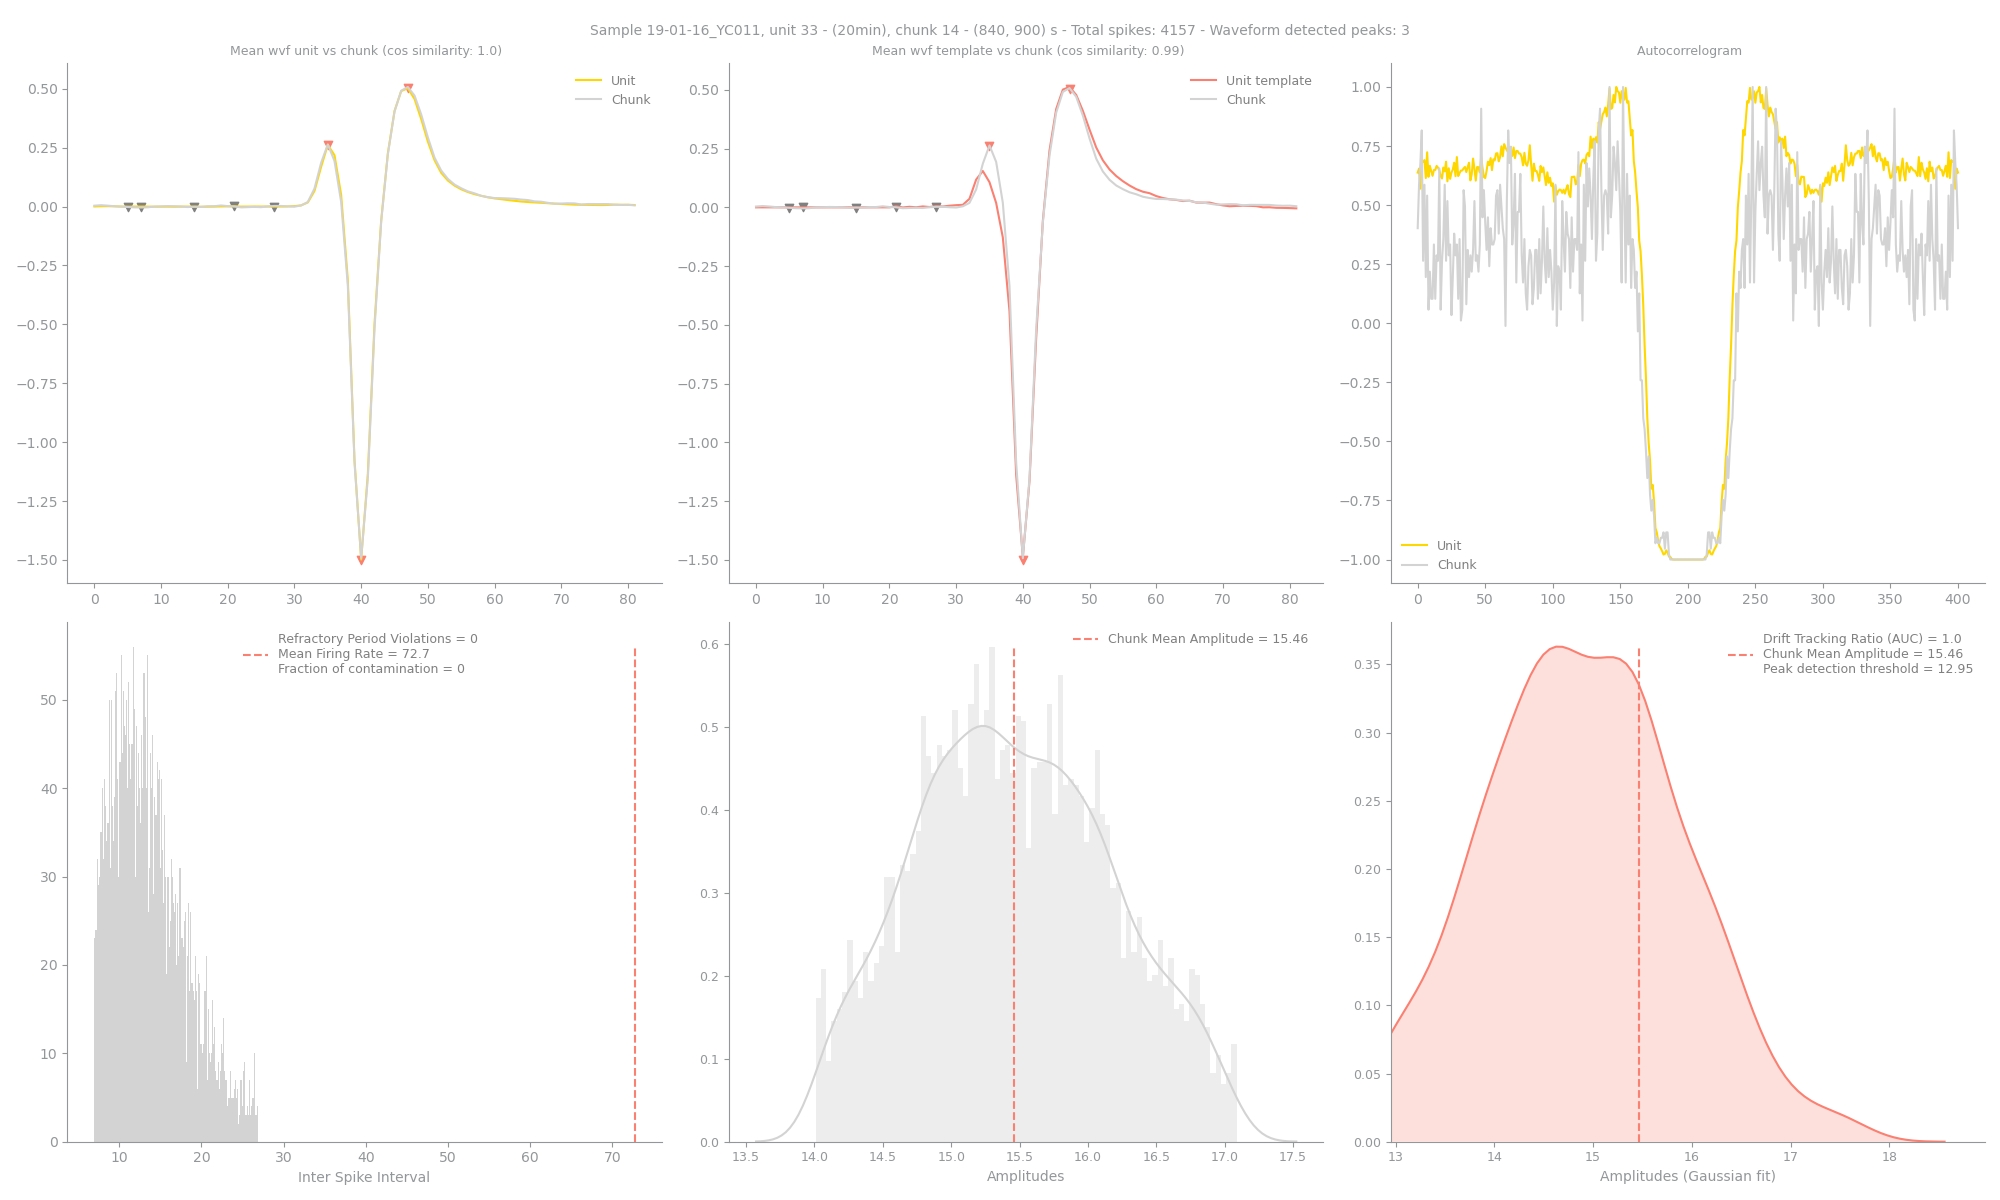 Sample 19-01-16_YC011, unit 33 - (20min), chunk 14 - (840, 900) s - Total spikes: 4157 - Waveform detected peaks: 3
Mean wvf unit vs chunk (cos similarity: 1.0)
0.50
0.25
0.00
−0.25
−0.50
−0.75
−1.00
−1.25
−1.50
Unit
Chunk
0 10 20 30 40 50 60 70 80
Mean wvf template vs chunk (cos similarity: 0.99)
0.50
0.25
0.00
−0.25
−0.50
−0.75
−1.00
−1.25
−1.50
Unit template
Chunk
0 10 20 30 40 50 60 70 80
Autocorrelogram
1.00
0.75
0.50
0.25
0.00
−0.25
−0.50
−0.75
−1.00
Unit
Chunk
0 50 100 150 200 250 300 350 400
Refractory Period Violations = 0
Mean Firing Rate = 72.7
Fraction of contamination = 0
50
40
30
20
10
0
10 20 30 40 50 60 70
Inter Spike Interval
Chunk Mean Amplitude = 15.46
0.6
0.5
0.4
0.3
0.2
0.1
0.0
13.5 14.0 14.5 15.0 15.5 16.0 16.5 17.0 17.5
Amplitudes
Drift Tracking Ratio (AUC) = 1.0
Chunk Mean Amplitude = 15.46
Peak detection threshold = 12.95
0.35
0.30
0.25
0.20
0.15
0.10
0.05
0.00
13 14 15 16 17 18
Amplitudes (Gaussian fit)